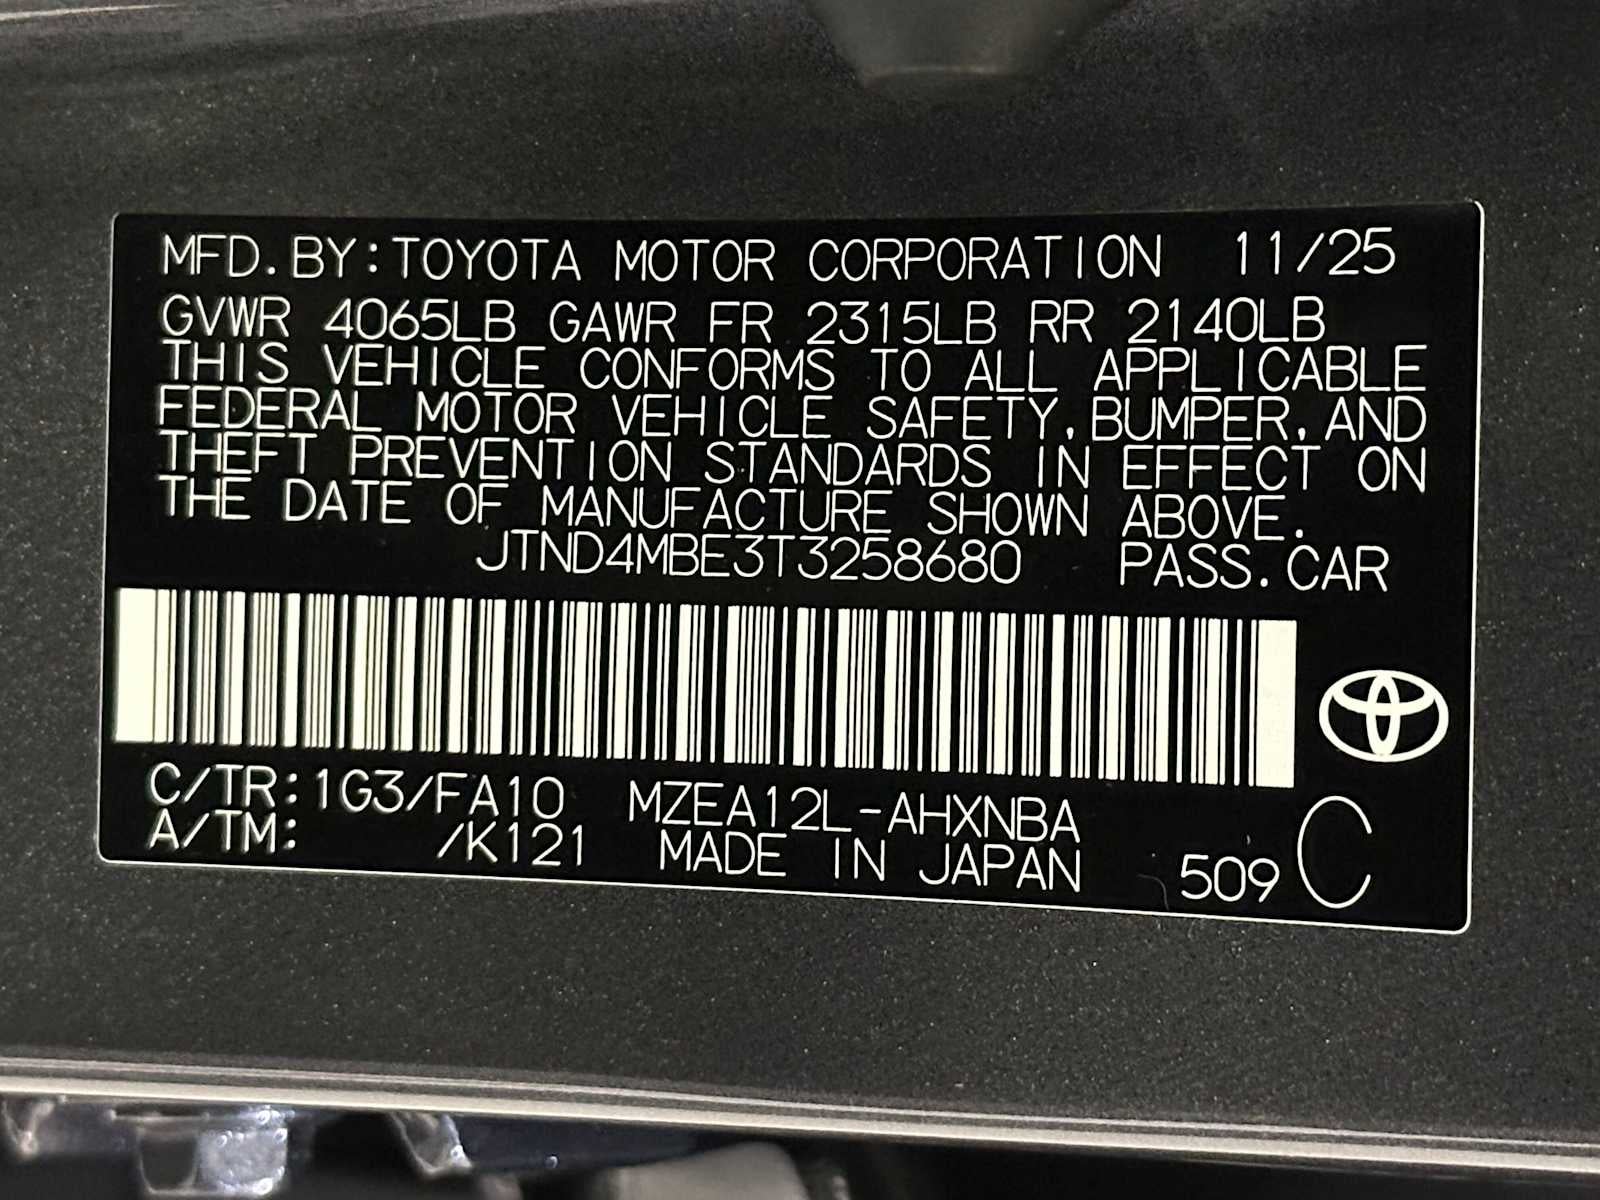 MFD.BY:TOYOTA MOTOR CORPORATION 11/25
GVWR 4065LB GAWR FR 2315LB RR 2140LB
THIS VEHICLE CONFORMS TO ALL APPLICABLE
FEDERAL MOTOR VEHICLE SAFETY,BUMPER,AND
THEFT PREVENTION STANDARDS IN EFFECT ON
THE DATE OF MANUFACTURE SHOWN ABOVE.
JTND4MBE3T3258680 PASS.CAR
C/TR:1G3/FA10 MZEA12L-AHXNBA
A/TM: /K121 MADE IN JAPAN 509 C